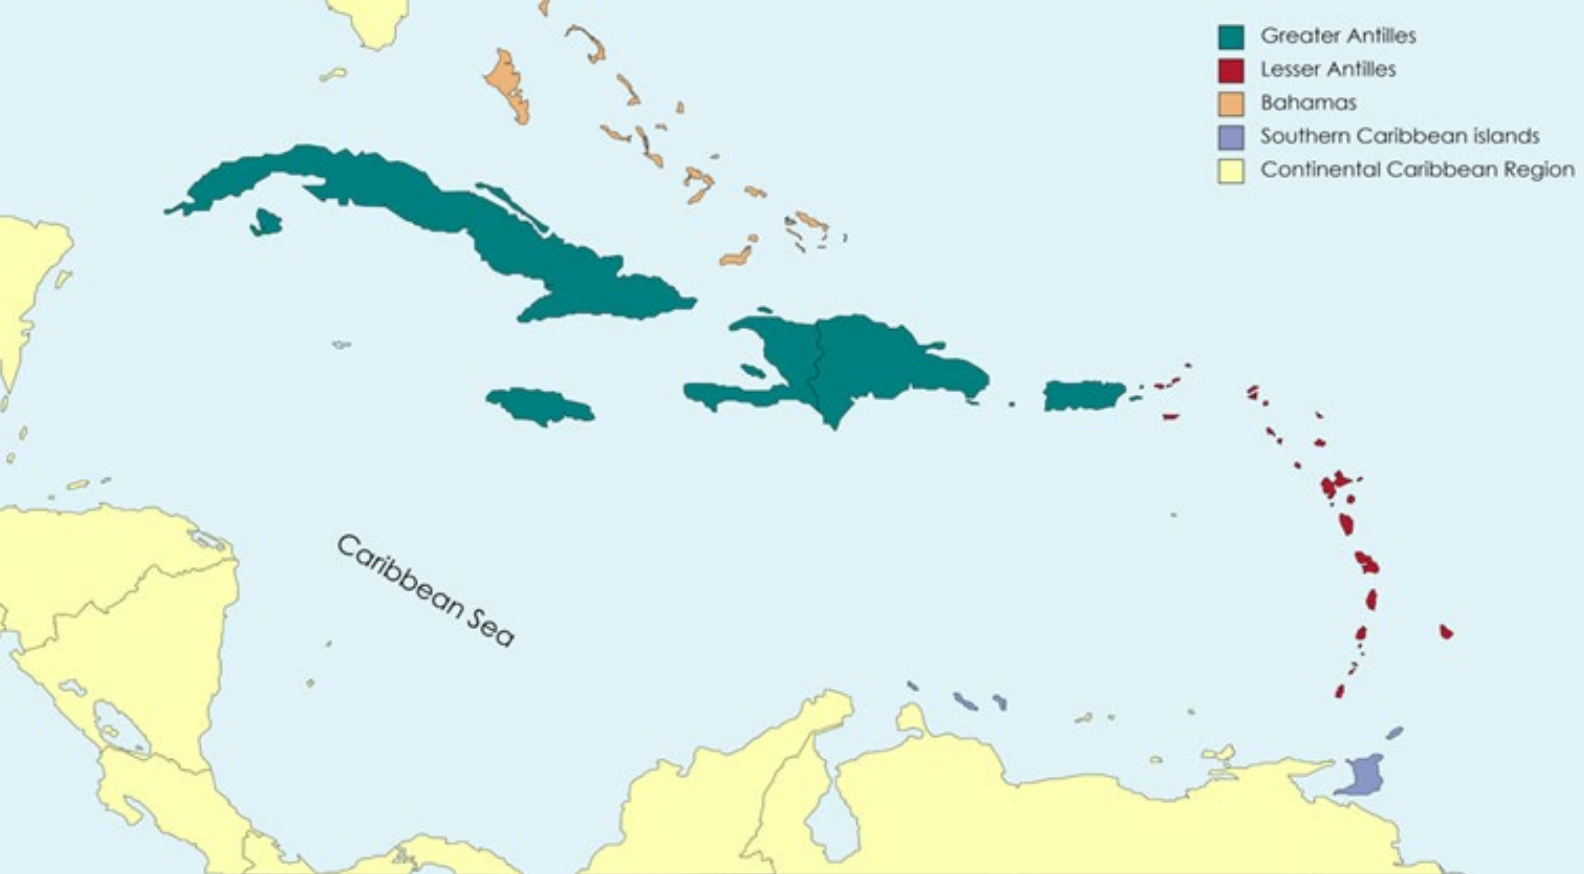 Greater Antilles
Lesser Antilles
Bahamas
Southern Caribbean islands
Continental Caribbean Region
Caribbean Sea